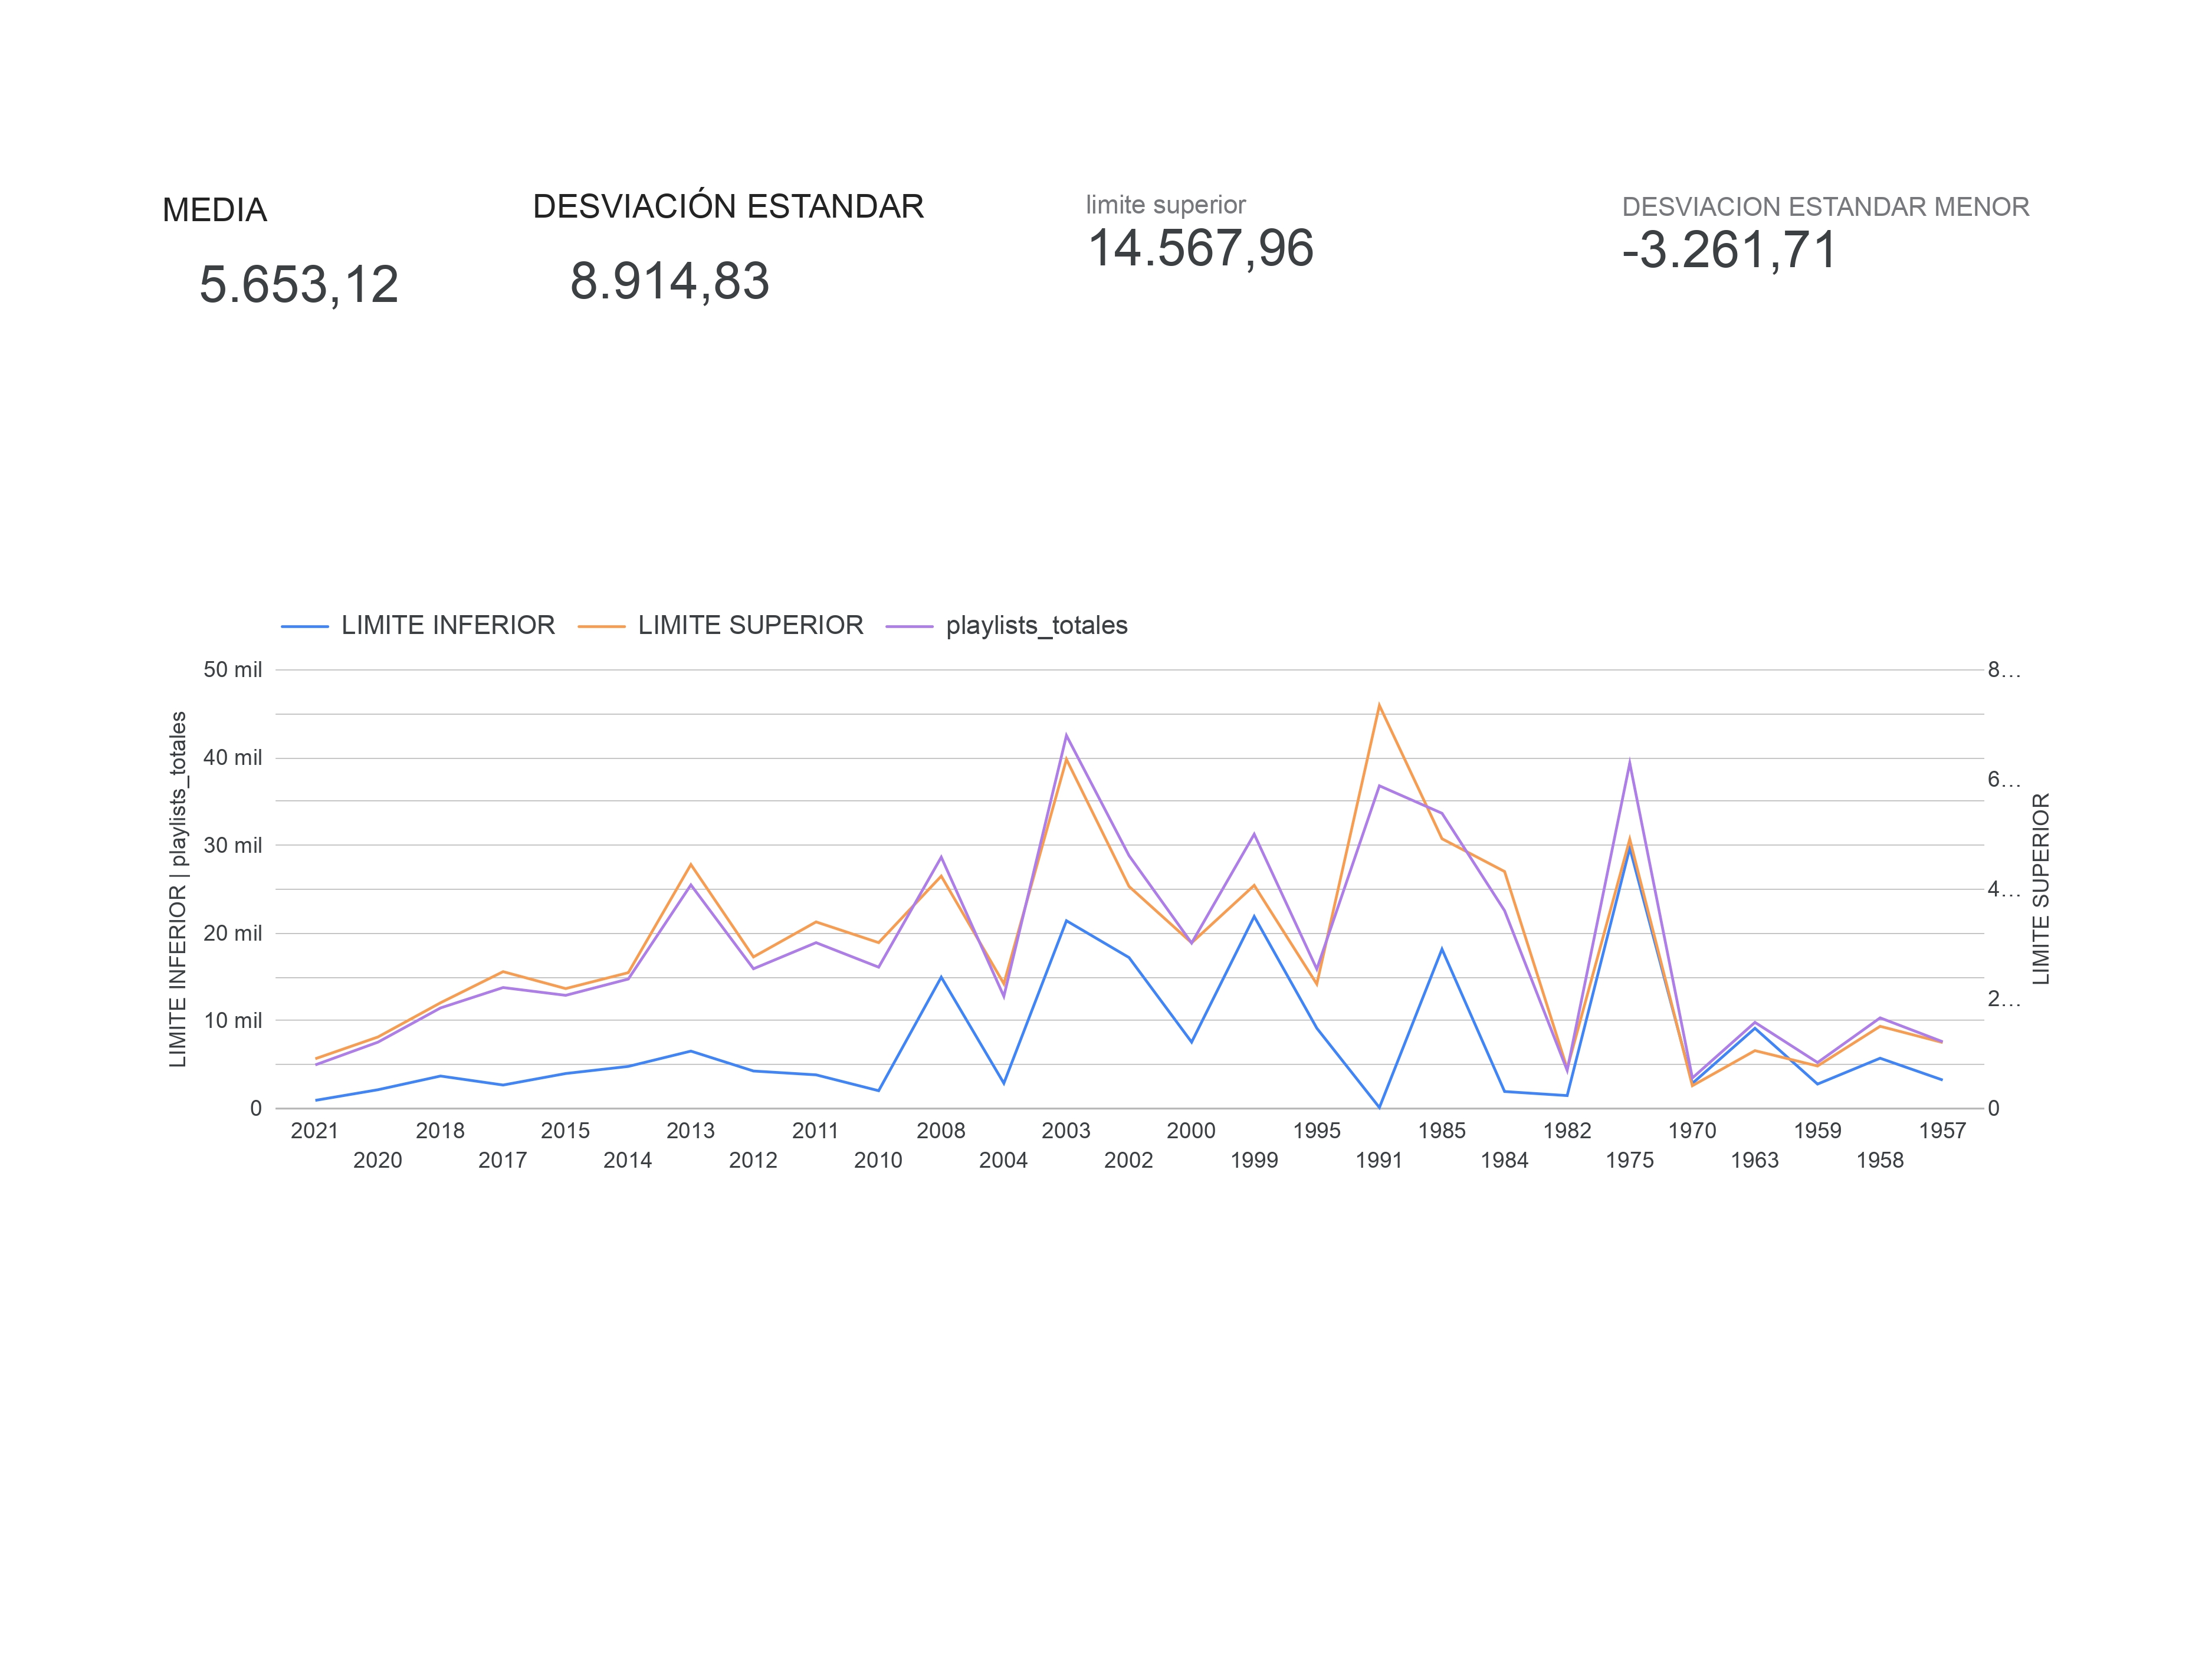 MEDIA
5.653,12
DESVIACIÓN ESTANDAR
8.914,83
limite superior
14.567,96
DESVIACION ESTANDAR MENOR
-3.261,71
LIMITE INFERIOR
LIMITE SUPERIOR
playlists_totales
LIMITE INFERIOR | playlists_totales
50 mil
40 mil
30 mil
20 mil
10 mil
0
8...
6...
4...
2...
0
LIMITE SUPERIOR
2021
2020
2018
2017
2015
2014
2013
2012
2011
2010
2008
2004
2003
2002
2000
1999
1995
1991
1985
1984
1982
1975
1970
1963
1959
1958
1957